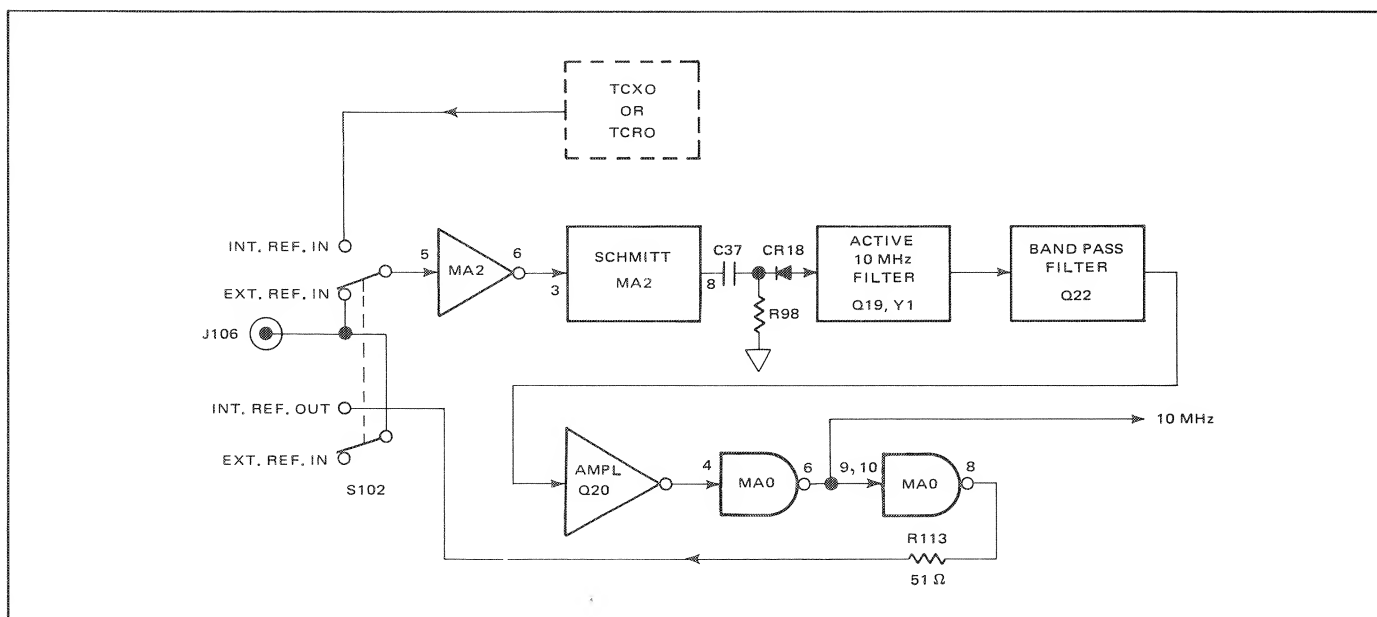 TCXO
OR
TCRO
INT. REF. IN
5
MA2
6
3
SCHMITT
MA2
8
C37
CR18
R98
ACTIVE
10 MHz
FILTER
Q19, Y1
BAND PASS
FILTER
Q22
EXT. REF. IN
J106
INT. REF. OUT
EXT. REF. IN
S102
10 MHz
AMPL
Q20
4
MA0
6
9, 10
MA0
8
R113
51 Ω